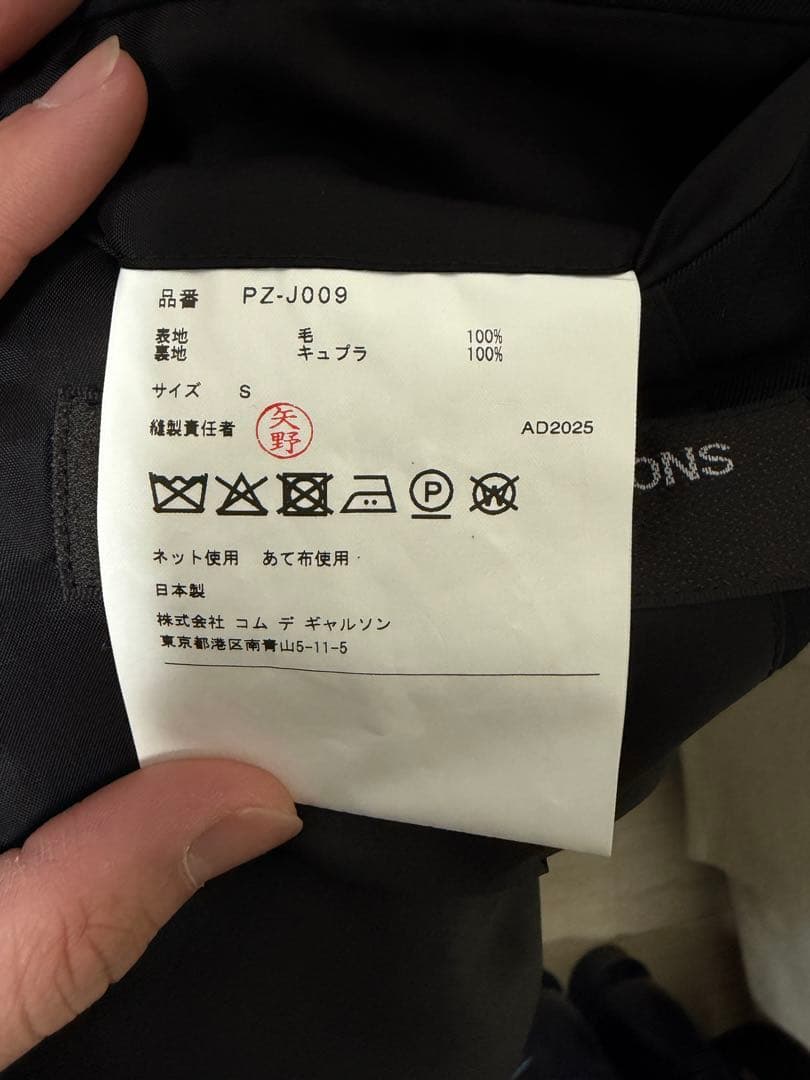 品番 PZ-J009
表地 毛 100%
裏地 キュプラ 100%
サイズ S
縫製責任者 矢野 AD2025
P W
ネット使用 あて布使用
日本製
株式会社 コム デ ギャルソン
東京都港区南青山5-11-5
ONS